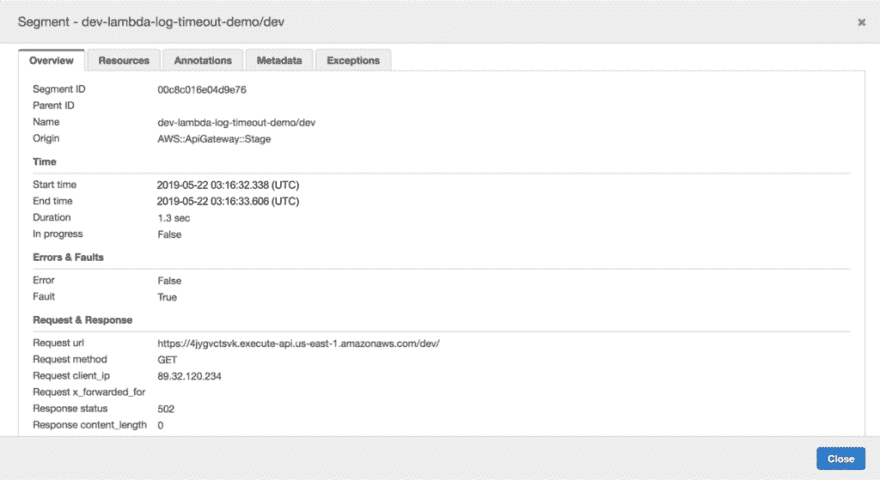 Segment - dev-lambda-log-timeout-demo/dev ×
Overview Resources Annotations Metadata Exceptions
Segment ID 00c8c016e04d9e76
Parent ID
Name dev-lambda-log-timeout-demo/dev
Origin AWS::ApiGateway::Stage
Time
Start time 2019-05-22 03:16:32.338 (UTC)
End time 2019-05-22 03:16:33.606 (UTC)
Duration 1.3 sec
In progress False
Errors & Faults
Error False
Fault True
Request & Response
Request url https://4jygvctsvk.execute-api.us-east-1.amazonaws.com/dev/
Request method GET
Request client_ip 89.32.120.234
Request x_forwarded_for
Response status 502
Response content_length 0
Close